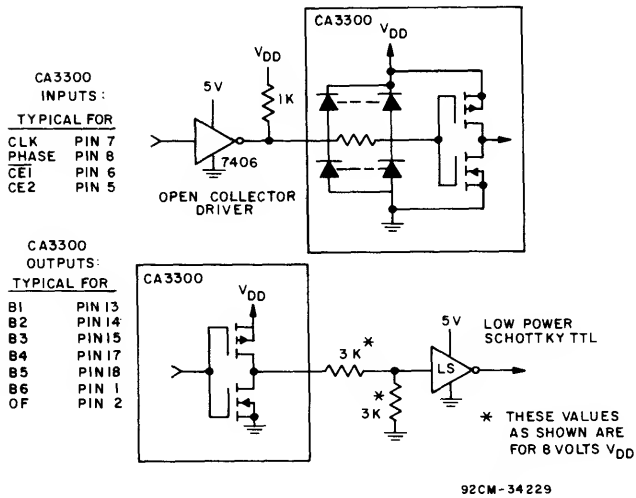 CA3300
INPUTS:
TYPICAL FOR
CLK PIN 7
PHASE PIN 8
CE1 PIN 6
CE2 PIN 5
5V
7406
OPEN COLLECTOR
DRIVER
VDD
1K
CA3300
VDD
CA3300
OUTPUTS:
TYPICAL FOR
B1 PIN 13
B2 PIN 14
B3 PIN 15
B4 PIN 17
B5 PIN 18
B6 PIN 1
OF PIN 2
CA3300
VDD
3K*
*
3K
5V
LS
LOW POWER
SCHOTTKY TTL
* THESE VALUES
AS SHOWN ARE
FOR 8 VOLTS VDD
92CM-34229